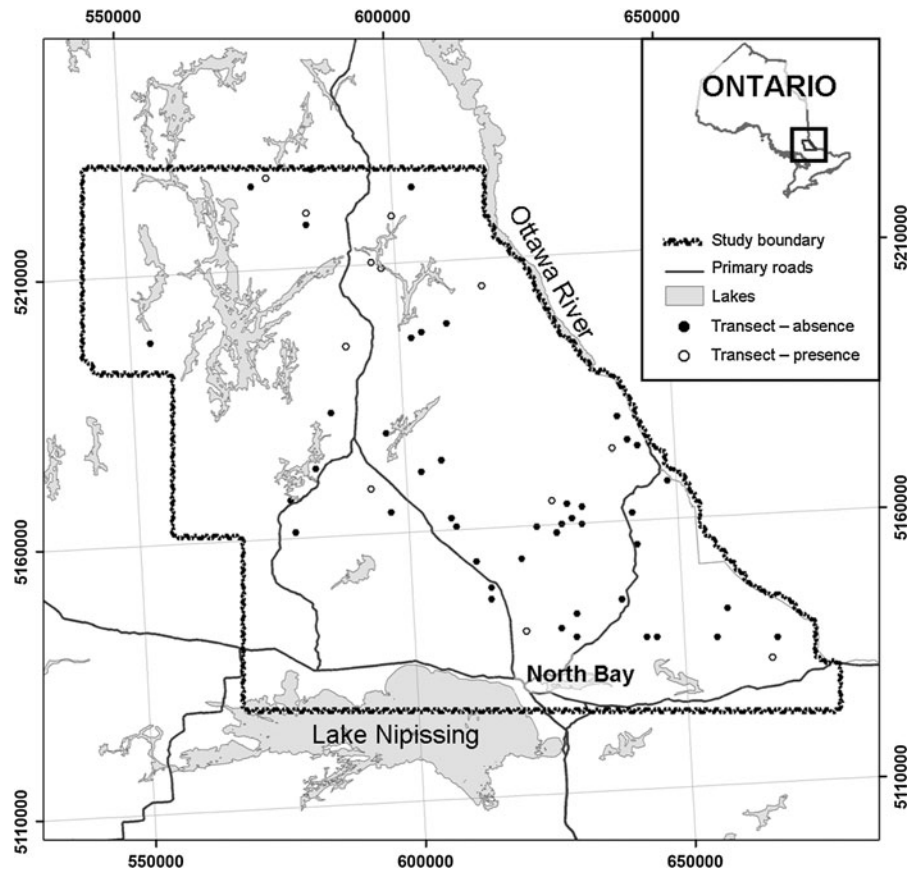 550000 600000 650000
ONTARIO
Study boundary
Primary roads
Lakes
Transect – absence
Transect – presence
Ottawa River
5210000
5210000
5160000
5160000
North Bay
Lake Nipissing
5110000
5110000
550000 600000 650000